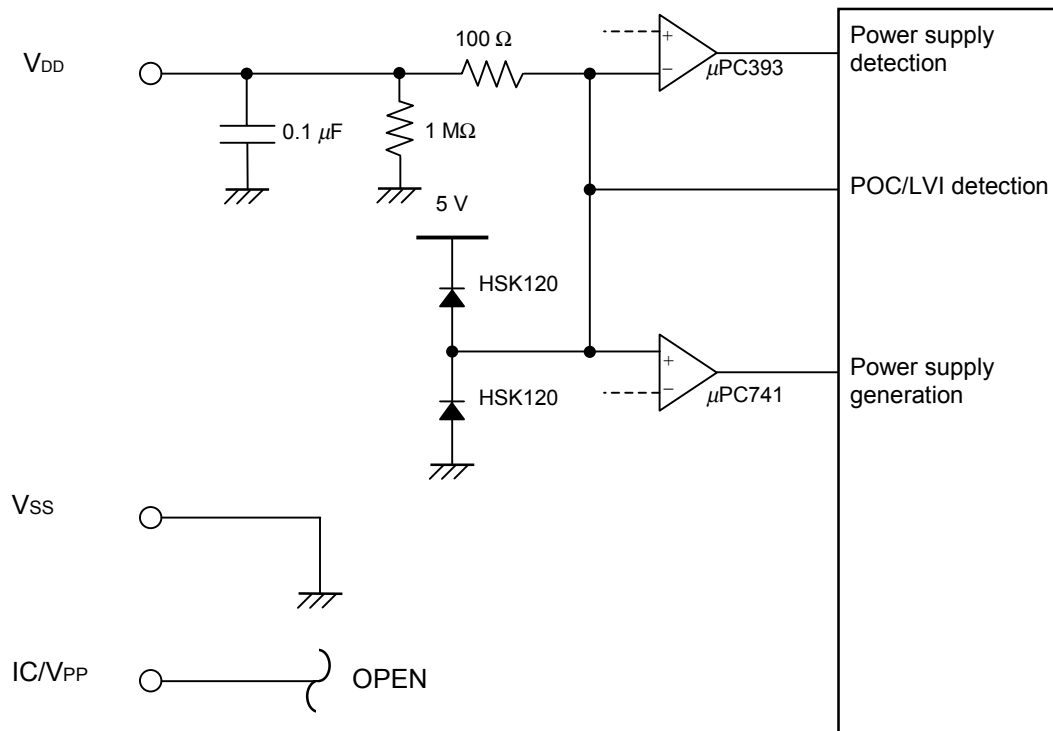 VDD
100 Ω
0.1 µF
1 MΩ
+
−
µPC393
Power supply
detection
POC/LVI detection
5 V
HSK120
HSK120
+
−
µPC741
Power supply
generation
VSS
IC/VPP
OPEN